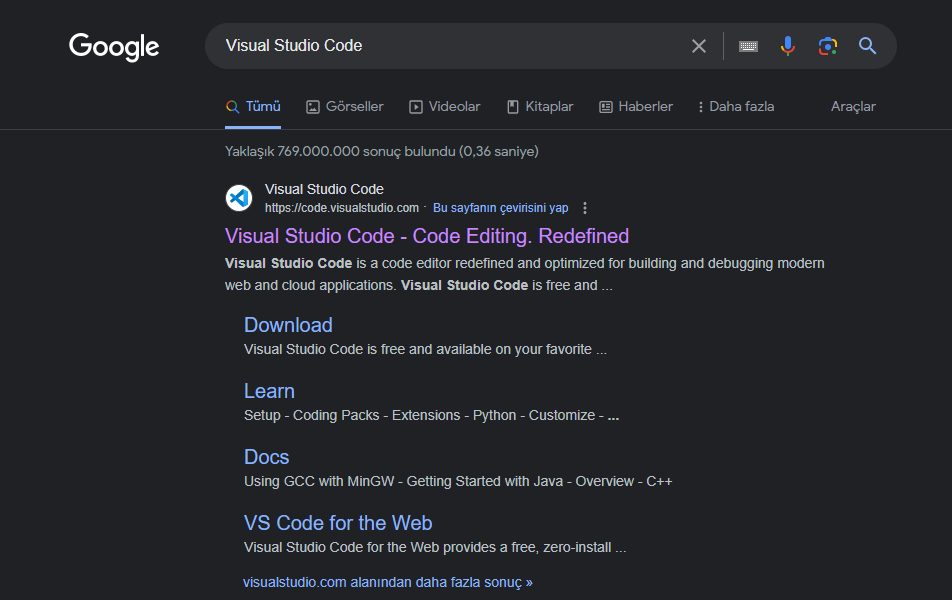 Google
Visual Studio Code
Tümü Görseller Videolar Kitaplar Haberler Daha fazla Araçlar
Yaklaşık 769.000.000 sonuç bulundu (0,36 saniye)
Visual Studio Code
https://code.visualstudio.com · Bu sayfanın çevirisini yap
Visual Studio Code - Code Editing. Redefined
Visual Studio Code is a code editor redefined and optimized for building and debugging modern
web and cloud applications. Visual Studio Code is free and ...
Download
Visual Studio Code is free and available on your favorite ...
Learn
Setup - Coding Packs - Extensions - Python - Customize - ...
Docs
Using GCC with MinGW - Getting Started with Java - Overview - C++
VS Code for the Web
Visual Studio Code for the Web provides a free, zero-install ...
visualstudio.com alanından daha fazla sonuç »